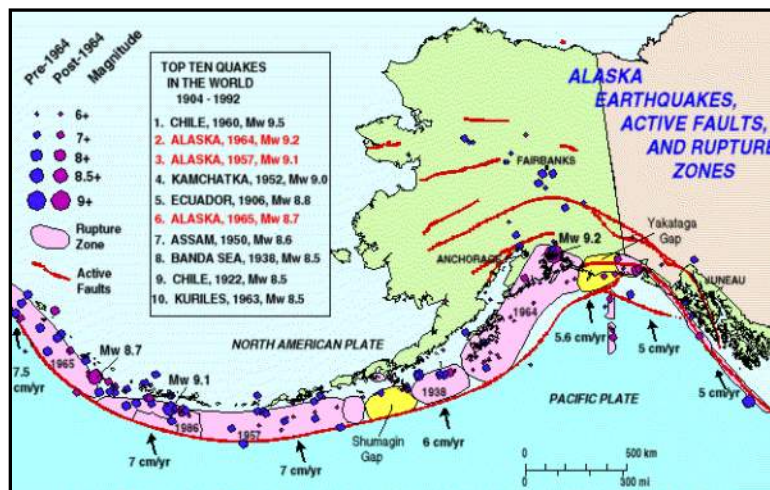 Pre-1964
Post-1964
Magnitude
6+
7+
8+
8.5+
9+
Rupture
Zone
Active
Faults
TOP TEN QUAKES
IN THE WORLD
1904 - 1992
1. CHILE, 1960, Mw 9.5
2. ALASKA, 1964, Mw 9.2
3. ALASKA, 1957, Mw 9.1
4. KAMCHATKA, 1952, Mw 9.0
5. ECUADOR, 1906, Mw 8.8
6. ALASKA, 1965, Mw 8.7
7. ASSAM, 1950, Mw 8.6
8. BANDA SEA, 1938, Mw 8.5
9. CHILE, 1922, Mw 8.5
10. KURILES, 1963, Mw 8.5
ALASKA
EARTHQUAKES,
ACTIVE FAULTS,
AND RUPTURE
ZONES
FAIRBANKS
Yakataga
Gap
Mw 9.2
ANCHORAGE
JUNEAU
1964
5.6 cm/yr
5 cm/yr
5 cm/yr
NORTH AMERICAN PLATE
PACIFIC PLATE
Mw 8.7
1965
7.5
cm/yr
Mw 9.1
1986
1957
1938
Shumagin
Gap
6 cm/yr
7 cm/yr
7 cm/yr
0 500 km
0 300 mi